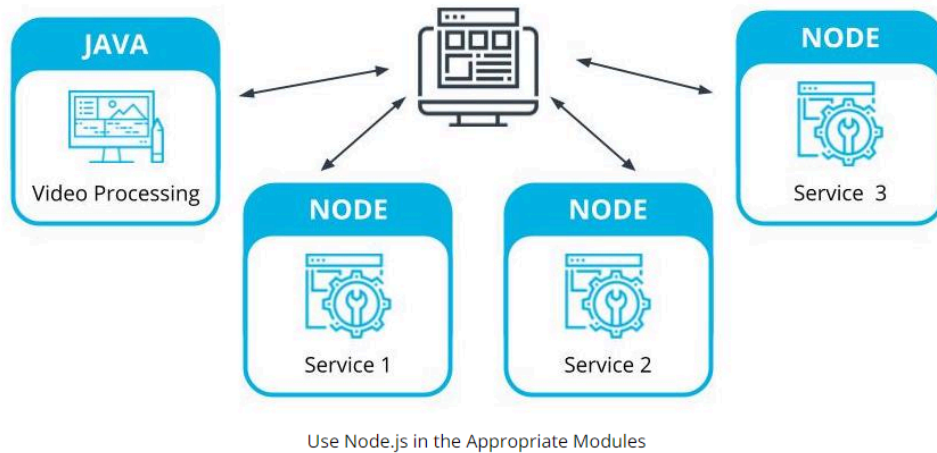 JAVA
Video Processing
NODE
Service 1
NODE
Service 2
NODE
Service 3
Use Node.js in the Appropriate Modules